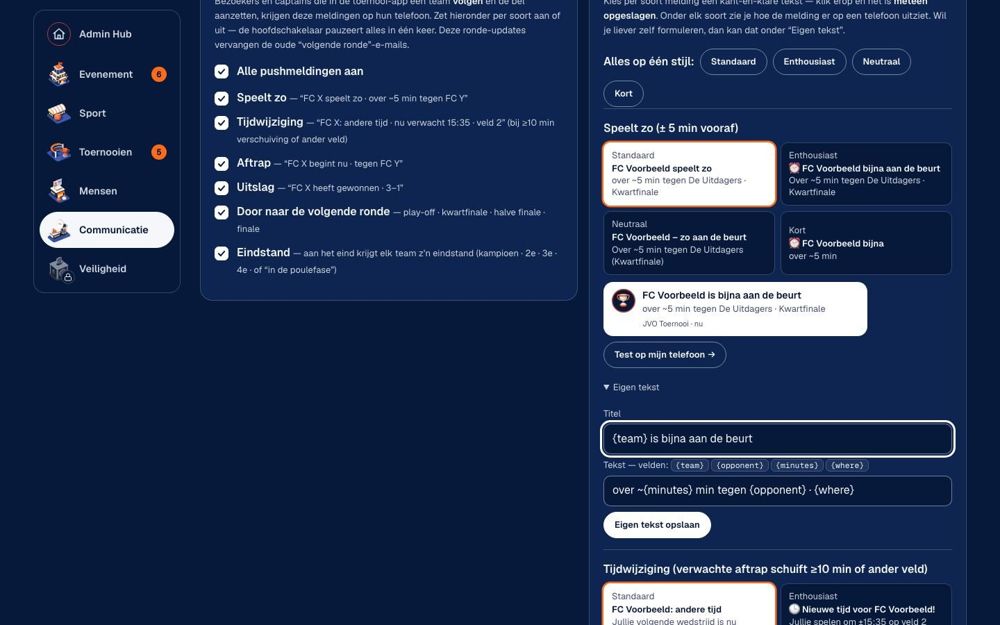 Admin Hub
Evenement
6
Sport
Toernooien
5
Mensen
Communicatie
Veiligheid
Bezoekers en captains die in de toernooi-app een team volgen en de bel
aanzetten, krijgen deze meldingen op hun telefoon. Zet hieronder per soort aan of
uit — de hoofdschakelaar pauzeert alles in één keer. Deze ronde-updates
vervangen de oude “volgende ronde”-e-mails.
Alle pushmeldingen aan
Speelt zo — “FC X speelt zo · over ~5 min tegen FC Y”
Tijdwijziging — “FC X: andere tijd · nu verwacht 15:35 · veld 2” (bij ≥10 min
verschuiving of ander veld)
Aftrap — “FC X begint nu · tegen FC Y”
Uitslag — “FC X heeft gewonnen · 3–1”
Door naar de volgende ronde — play-off · kwartfinale · halve finale ·
finale
Eindstand — aan het eind krijgt elk team z’n eindstand (kampioen · 2e · 3e ·
4e · of “in de poulefase”)
Kies per soort melding een kant-en-klare tekst — klik erop en het is meteen
opgeslagen. Onder elk soort zie je hoe de melding er op een telefoon uitziet. Wil
je liever zelf formuleren, dan kan dat onder “Eigen tekst”.
Alles op één stijl:
Standaard
Enthousiast
Neutraal
Kort
Speelt zo (± 5 min vooraf)
Standaard
FC Voorbeeld speelt zo
Over ~5 min tegen De Uitdagers ·
Kwartfinale
Enthousiast
⏰ FC Voorbeeld bijna aan de beurt
Over ~5 min tegen De Uitdagers ·
Kwartfinale
Neutraal
FC Voorbeeld – zo aan de beurt
Over ~5 min tegen De Uitdagers
(Kwartfinale)
Kort
⏰ FC Voorbeeld bijna
over ~5 min
FC Voorbeeld is bijna aan de beurt
over ~5 min tegen De Uitdagers · Kwartfinale
JVO Toernooi · nu
Test op mijn telefoon →
▼ Eigen tekst
Titel
{team} is bijna aan de beurt
Tekst — velden: {team} {opponent} {minutes} {where}
over ~{minutes} min tegen {opponent} · {where}
Eigen tekst opslaan
Tijdwijziging (verwachte aftrap schuift ≥10 min of ander veld)
Standaard
FC Voorbeeld: andere tijd
Jullie volgende wedstrijd is nu
Enthousiast
🕒 Nieuwe tijd voor FC Voorbeeld!
Jullie spelen om ±15:35 op veld 2